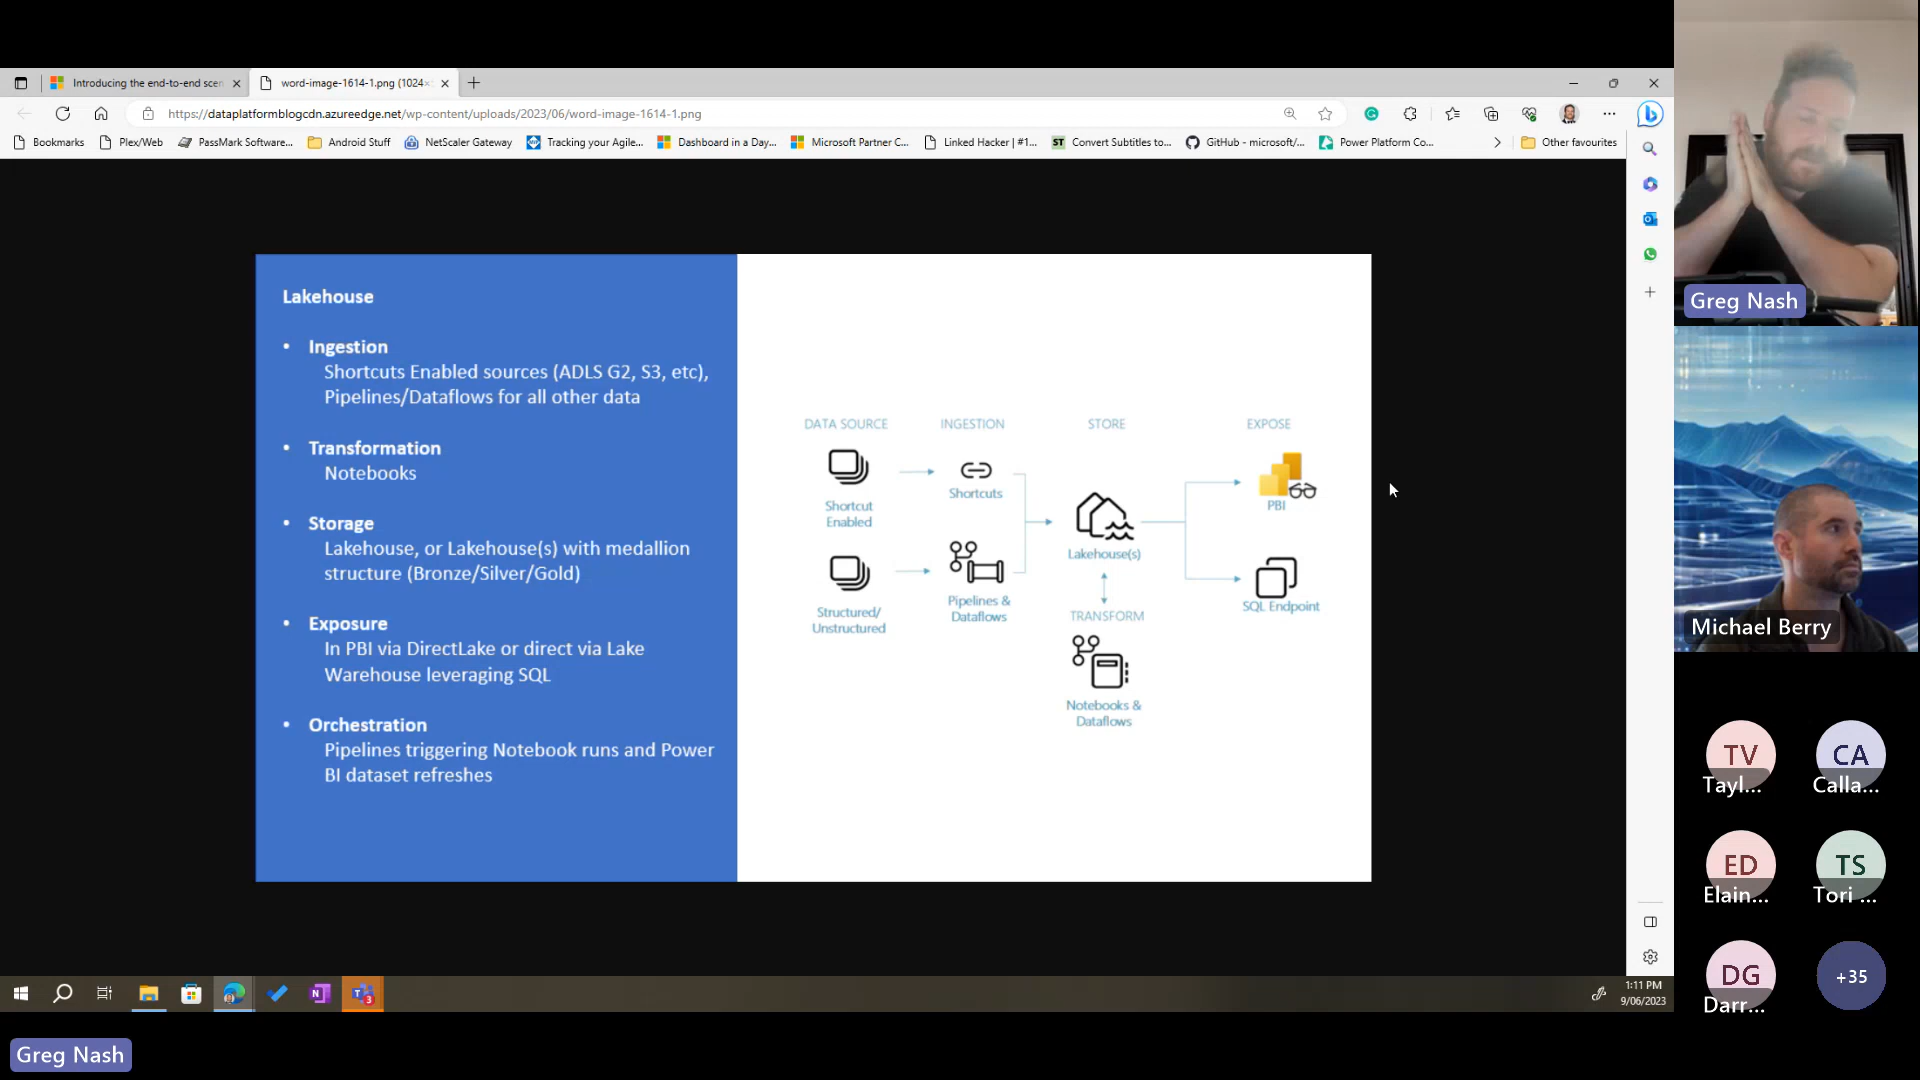 Introducing the end-to-end scen
word-image-1614-1.png (1024×
https://dataplatformblogcdn.azureedge.net/wp-content/uploads/2023/06/word-image-1614-1.png
Bookmarks
Plex/Web
PassMark Software...
Android Stuff
NetScaler Gateway
Tracking your Agile...
Dashboard in a Day...
Microsoft Partner C...
Linked Hacker | #1...
ST
Convert Subtitles to...
GitHub - microsoft/...
Power Platform Co...
Other favourites
Lakehouse
• Ingestion
Shortcuts Enabled sources (ADLS G2, S3, etc),
Pipelines/Dataflows for all other data
• Transformation
Notebooks
• Storage
Lakehouse, or Lakehouse(s) with medallion
structure (Bronze/Silver/Gold)
• Exposure
In PBI via DirectLake or direct via Lake
Warehouse leveraging SQL
• Orchestration
Pipelines triggering Notebook runs and Power
BI dataset refreshes
DATA SOURCE
INGESTION
STORE
EXPOSE
Shortcut
Enabled
Shortcuts
PBI
Lakehouse(s)
Structured/
Unstructured
Pipelines &
Dataflows
SQL Endpoint
TRANSFORM
Notebooks &
Dataflows
Greg Nash
Michael Berry
TV
Tayl...
CA
Calla...
ED
Elain...
TS
Tori ...
DG
Darr...
+35
N
3
1:11 PM
9/06/2023
Greg Nash